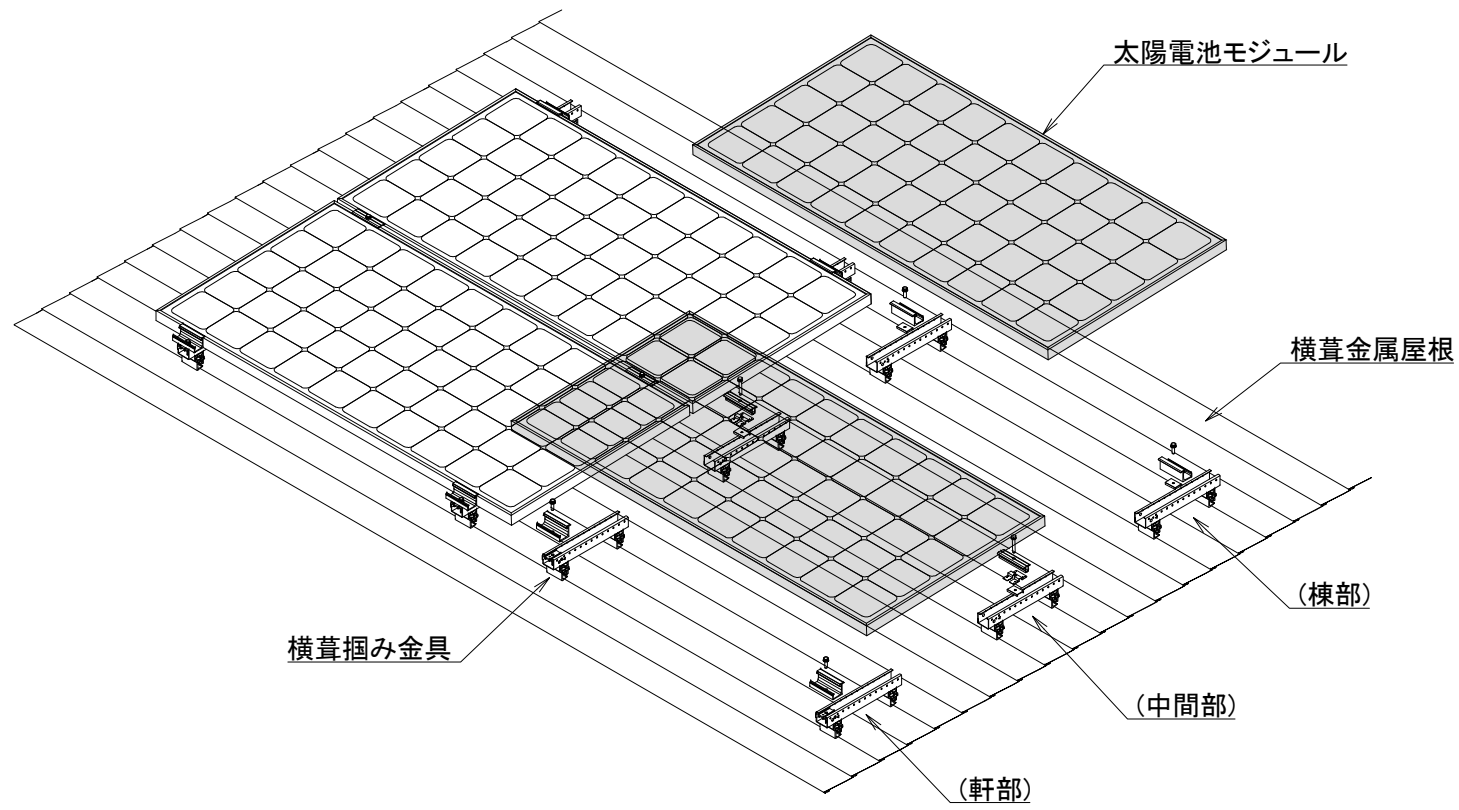 太陽電池モジュール
横葺金属屋根
(棟部)
横葺掴み金具
(中間部)
(軒部)